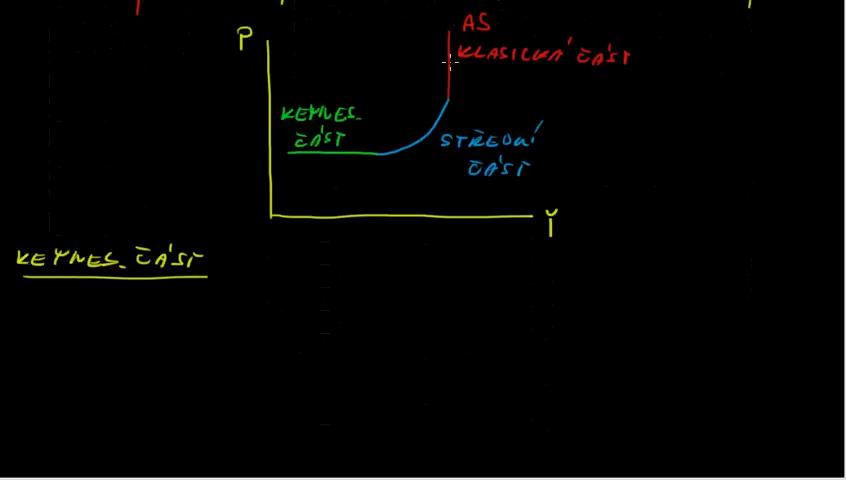 P
AS
KLASICKÁ ČÁST
KEYNES.
ČÁST
STŘEDNÍ
ČÁST
Y
KEYNES. ČÁST